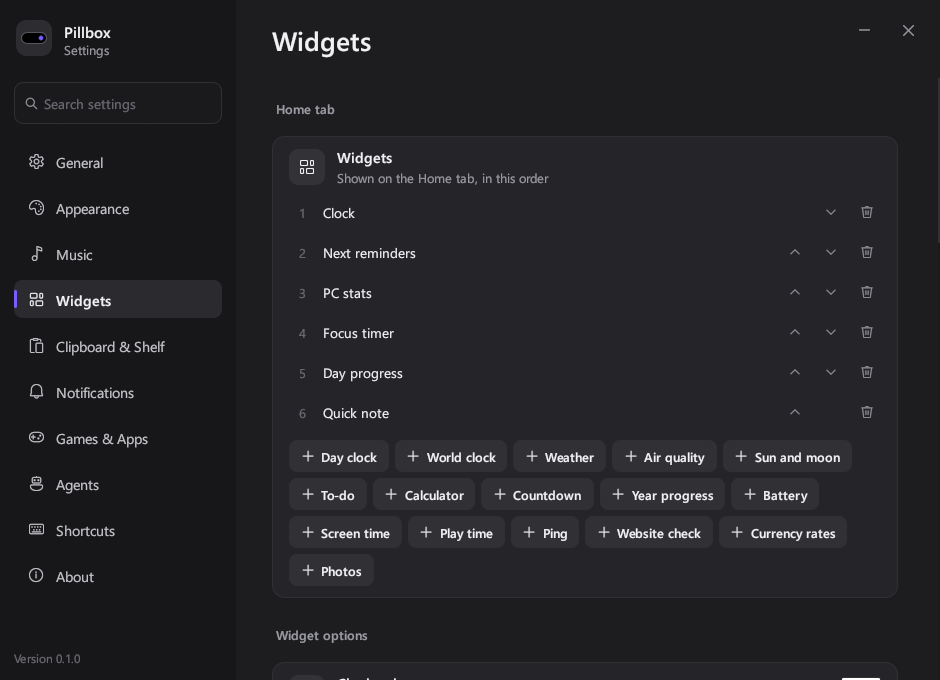 Pillbox
Settings
Search settings
General
Appearance
Music
Widgets
Clipboard & Shelf
Notifications
Games & Apps
Agents
Shortcuts
About
Version 0.1.0
Widgets
Home tab
Widgets
Shown on the Home tab, in this order
1 Clock
2 Next reminders
3 PC stats
4 Focus timer
5 Day progress
6 Quick note
Day clock World clock Weather Air quality Sun and moon
To-do Calculator Countdown Year progress Battery
Screen time Play time Ping Website check Currency rates
Photos
Widget options